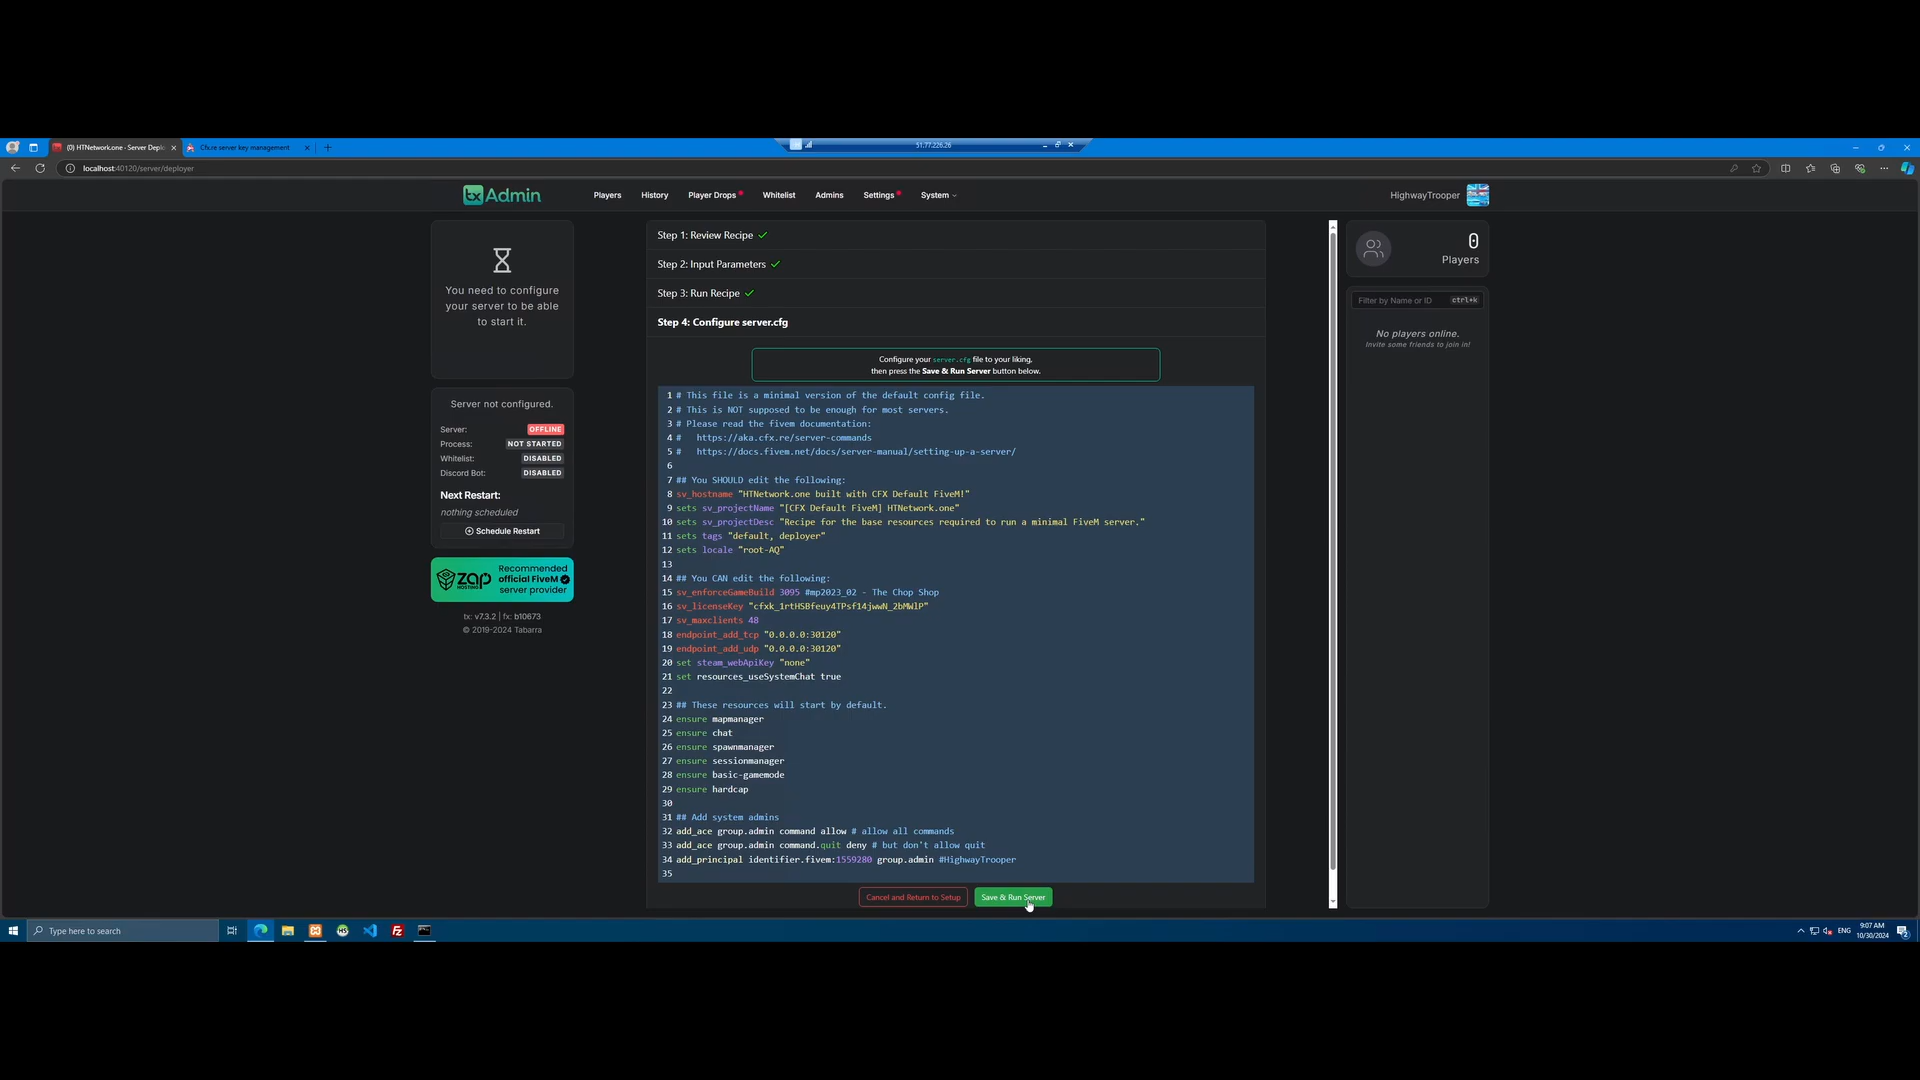 (0) HTNetwork.one - Server Deplo
Cfx.re server key management
51.77.226.26
localhost:40120/server/deployer
txAdmin
Players
History
Player Drops
Whitelist
Admins
Settings
System
HighwayTrooper
You need to configure
your server to be able
to start it.
Server not configured.
Server: OFFLINE
Process: NOT STARTED
Whitelist: DISABLED
Discord Bot: DISABLED
Next Restart:
nothing scheduled
Schedule Restart
ZAP HOSTING
Recommended
official FiveM
server provider
tx: v7.3.2 | fx: b10673
© 2019-2024 Tabarra
Step 1: Review Recipe
Step 2: Input Parameters
Step 3: Run Recipe
Step 4: Configure server.cfg
Configure your server.cfg file to your liking,
then press the Save & Run Server button below.
1 # This file is a minimal version of the default config file.
2 # This is NOT supposed to be enough for most servers.
3 # Please read the fivem documentation:
4 #   https://aka.cfx.re/server-commands
5 #   https://docs.fivem.net/docs/server-manual/setting-up-a-server/
6
7 ## You SHOULD edit the following:
8 sv_hostname "HTNetwork.one built with CFX Default FiveM!"
9 sets sv_projectName "[CFX Default FiveM] HTNetwork.one"
10 sets sv_projectDesc "Recipe for the base resources required to run a minimal FiveM server."
11 sets tags "default, deployer"
12 sets locale "root-AQ"
13
14 ## You CAN edit the following:
15 sv_enforceGameBuild 3095 #mp2023_02 - The Chop Shop
16 sv_licenseKey "cfxk_1rtHSBfeuy4TPsf14jwwN_2bMWlP"
17 sv_maxclients 48
18 endpoint_add_tcp "0.0.0.0:30120"
19 endpoint_add_udp "0.0.0.0:30120"
20 set steam_webApiKey "none"
21 set resources_useSystemChat true
22
23 ## These resources will start by default.
24 ensure mapmanager
25 ensure chat
26 ensure spawnmanager
27 ensure sessionmanager
28 ensure basic-gamemode
29 ensure hardcap
30
31 ## Add system admins
32 add_ace group.admin command allow # allow all commands
33 add_ace group.admin command.quit deny # but don't allow quit
34 add_principal identifier.fivem:1559280 group.admin #HighwayTrooper
35
Cancel and Return to Setup
Save & Run Server
0
Players
Filter by Name or ID
ctrl+k
No players online.
Invite some friends to join in!
Type here to search
ENG
9:07 AM
10/30/2024
2